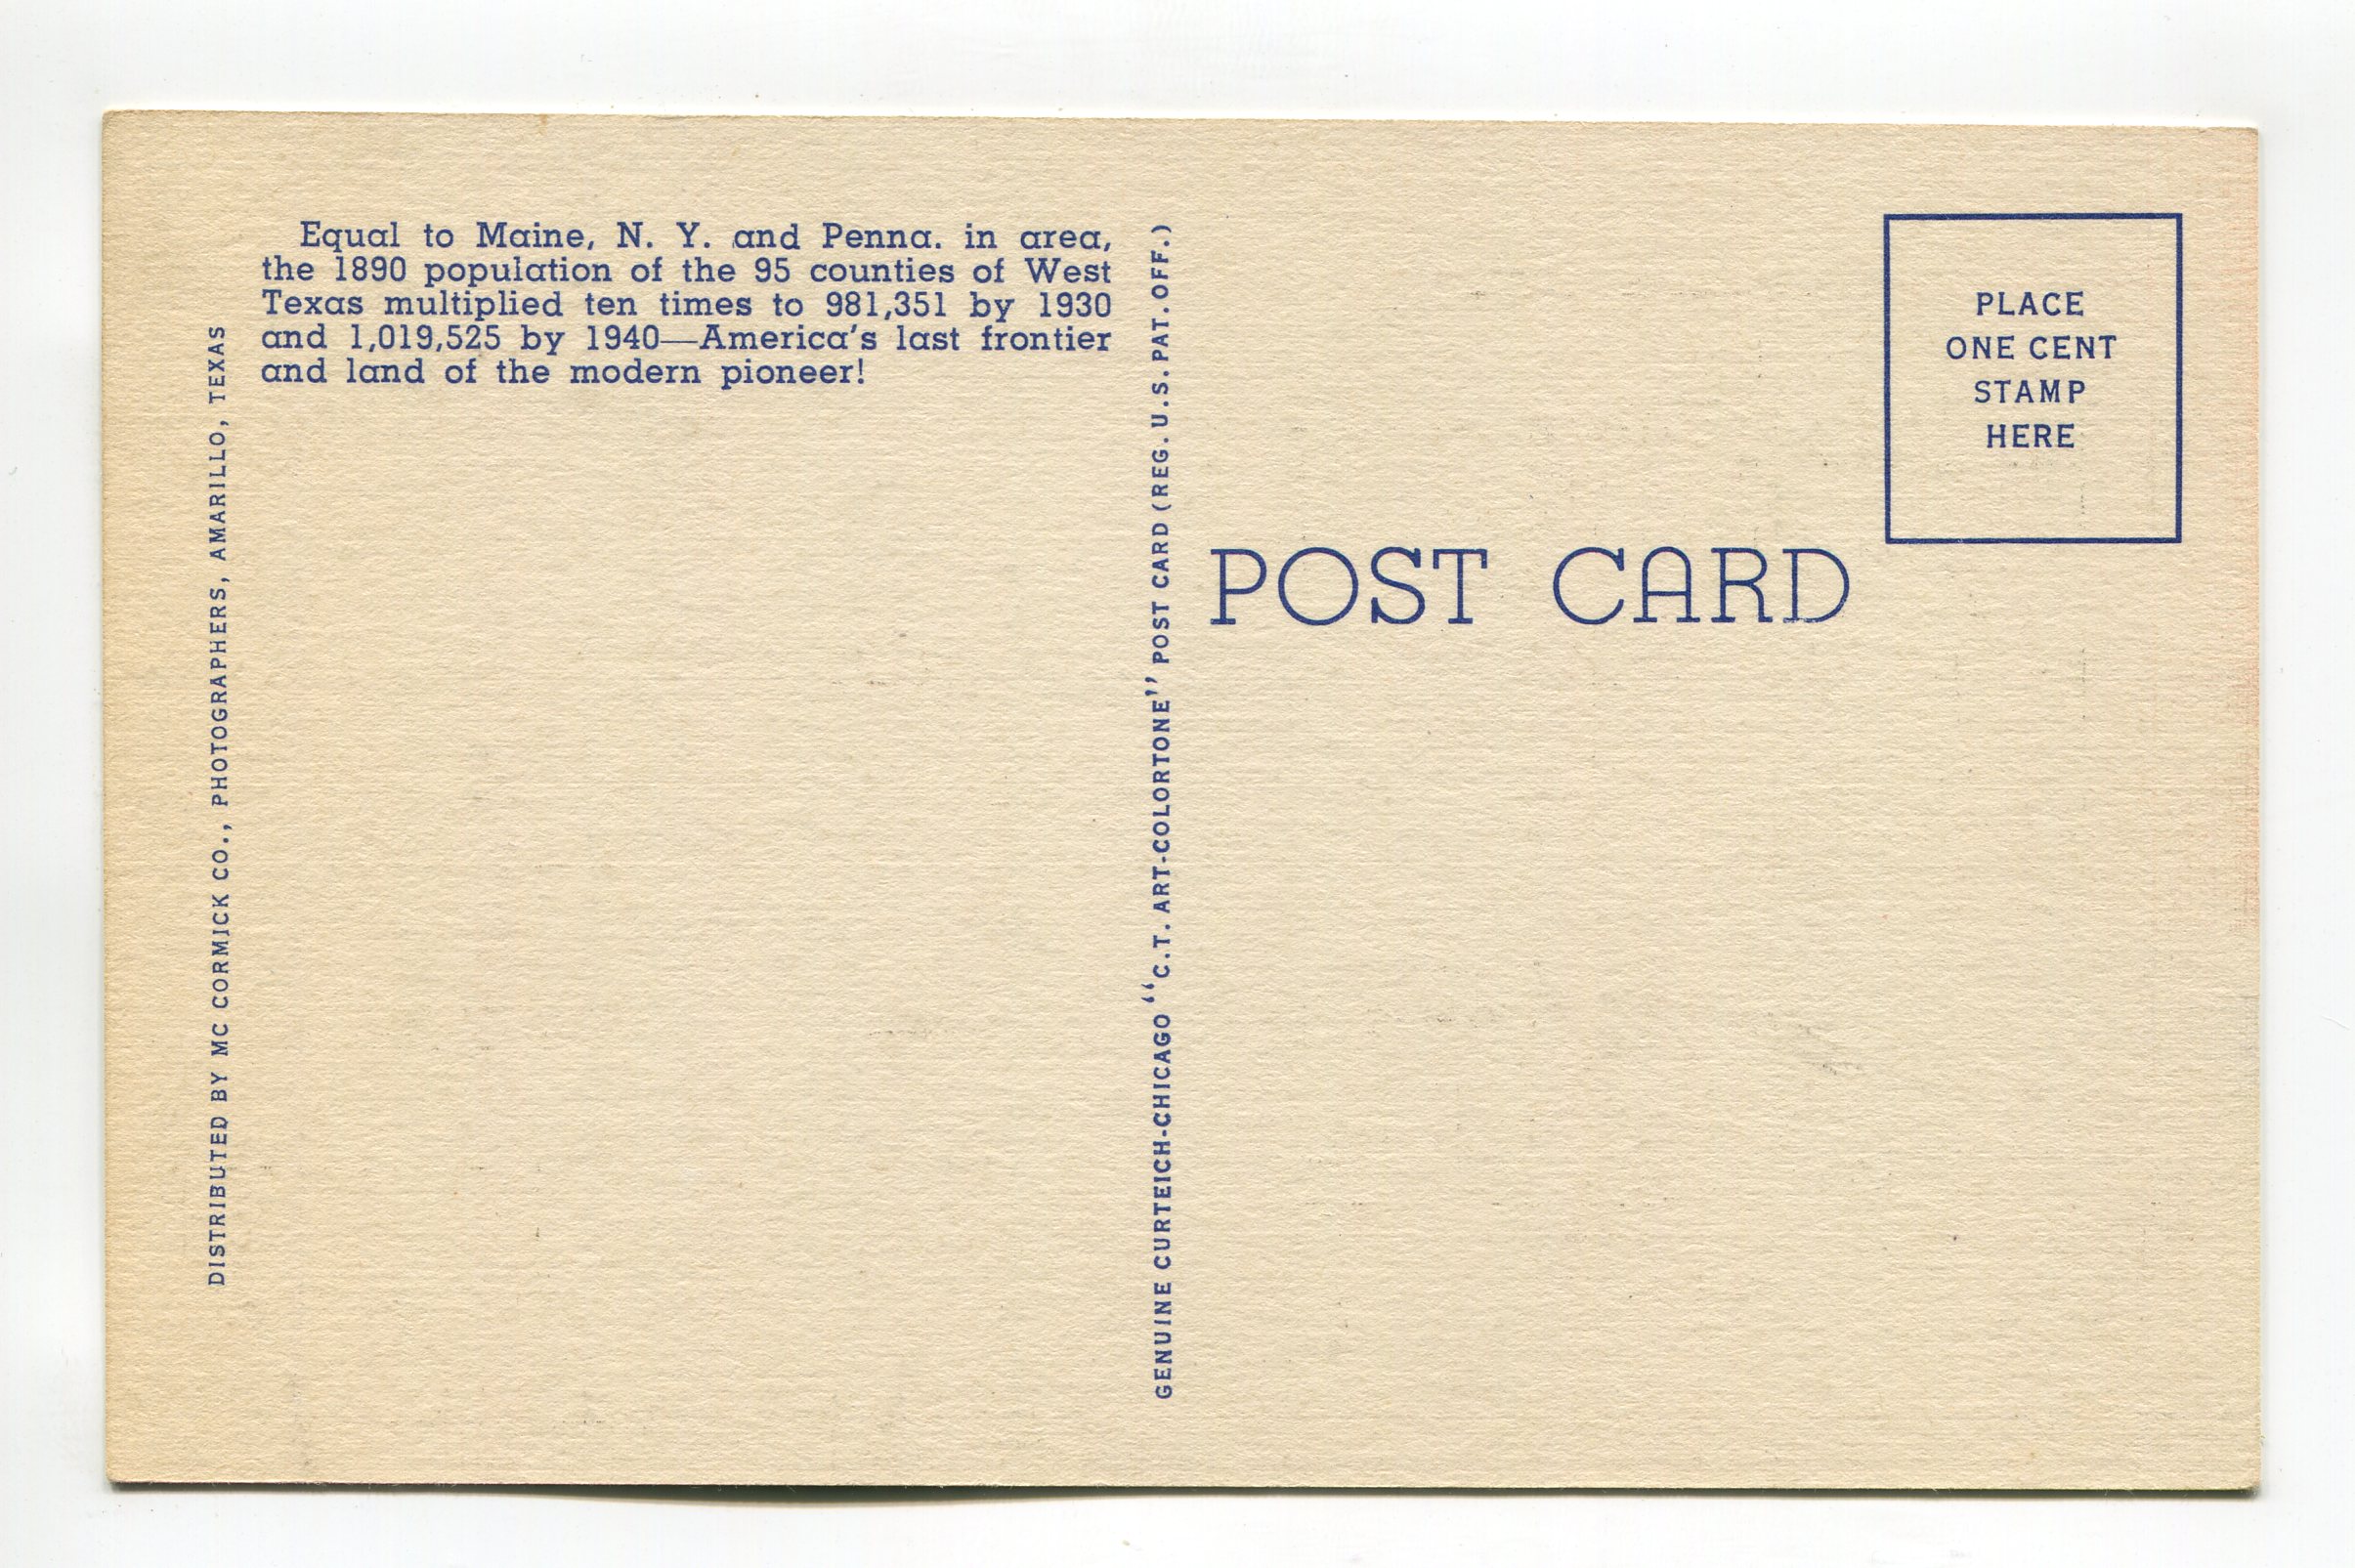 Equal to Maine, N. Y. and Penna. in area,
the 1890 population of the 95 counties of West
Texas multiplied ten times to 981,351 by 1930
and 1,019,525 by 1940—America's last frontier
and land of the modern pioneer!
DISTRIBUTED BY MC CORMICK CO., PHOTOGRAPHERS, AMARILLO, TEXAS
GENUINE CURTEICH-CHICAGO "C.T. ART-COLORTONE" POST CARD (REG. U.S. PAT. OFF.)
POST CARD
PLACE
ONE CENT
STAMP
HERE